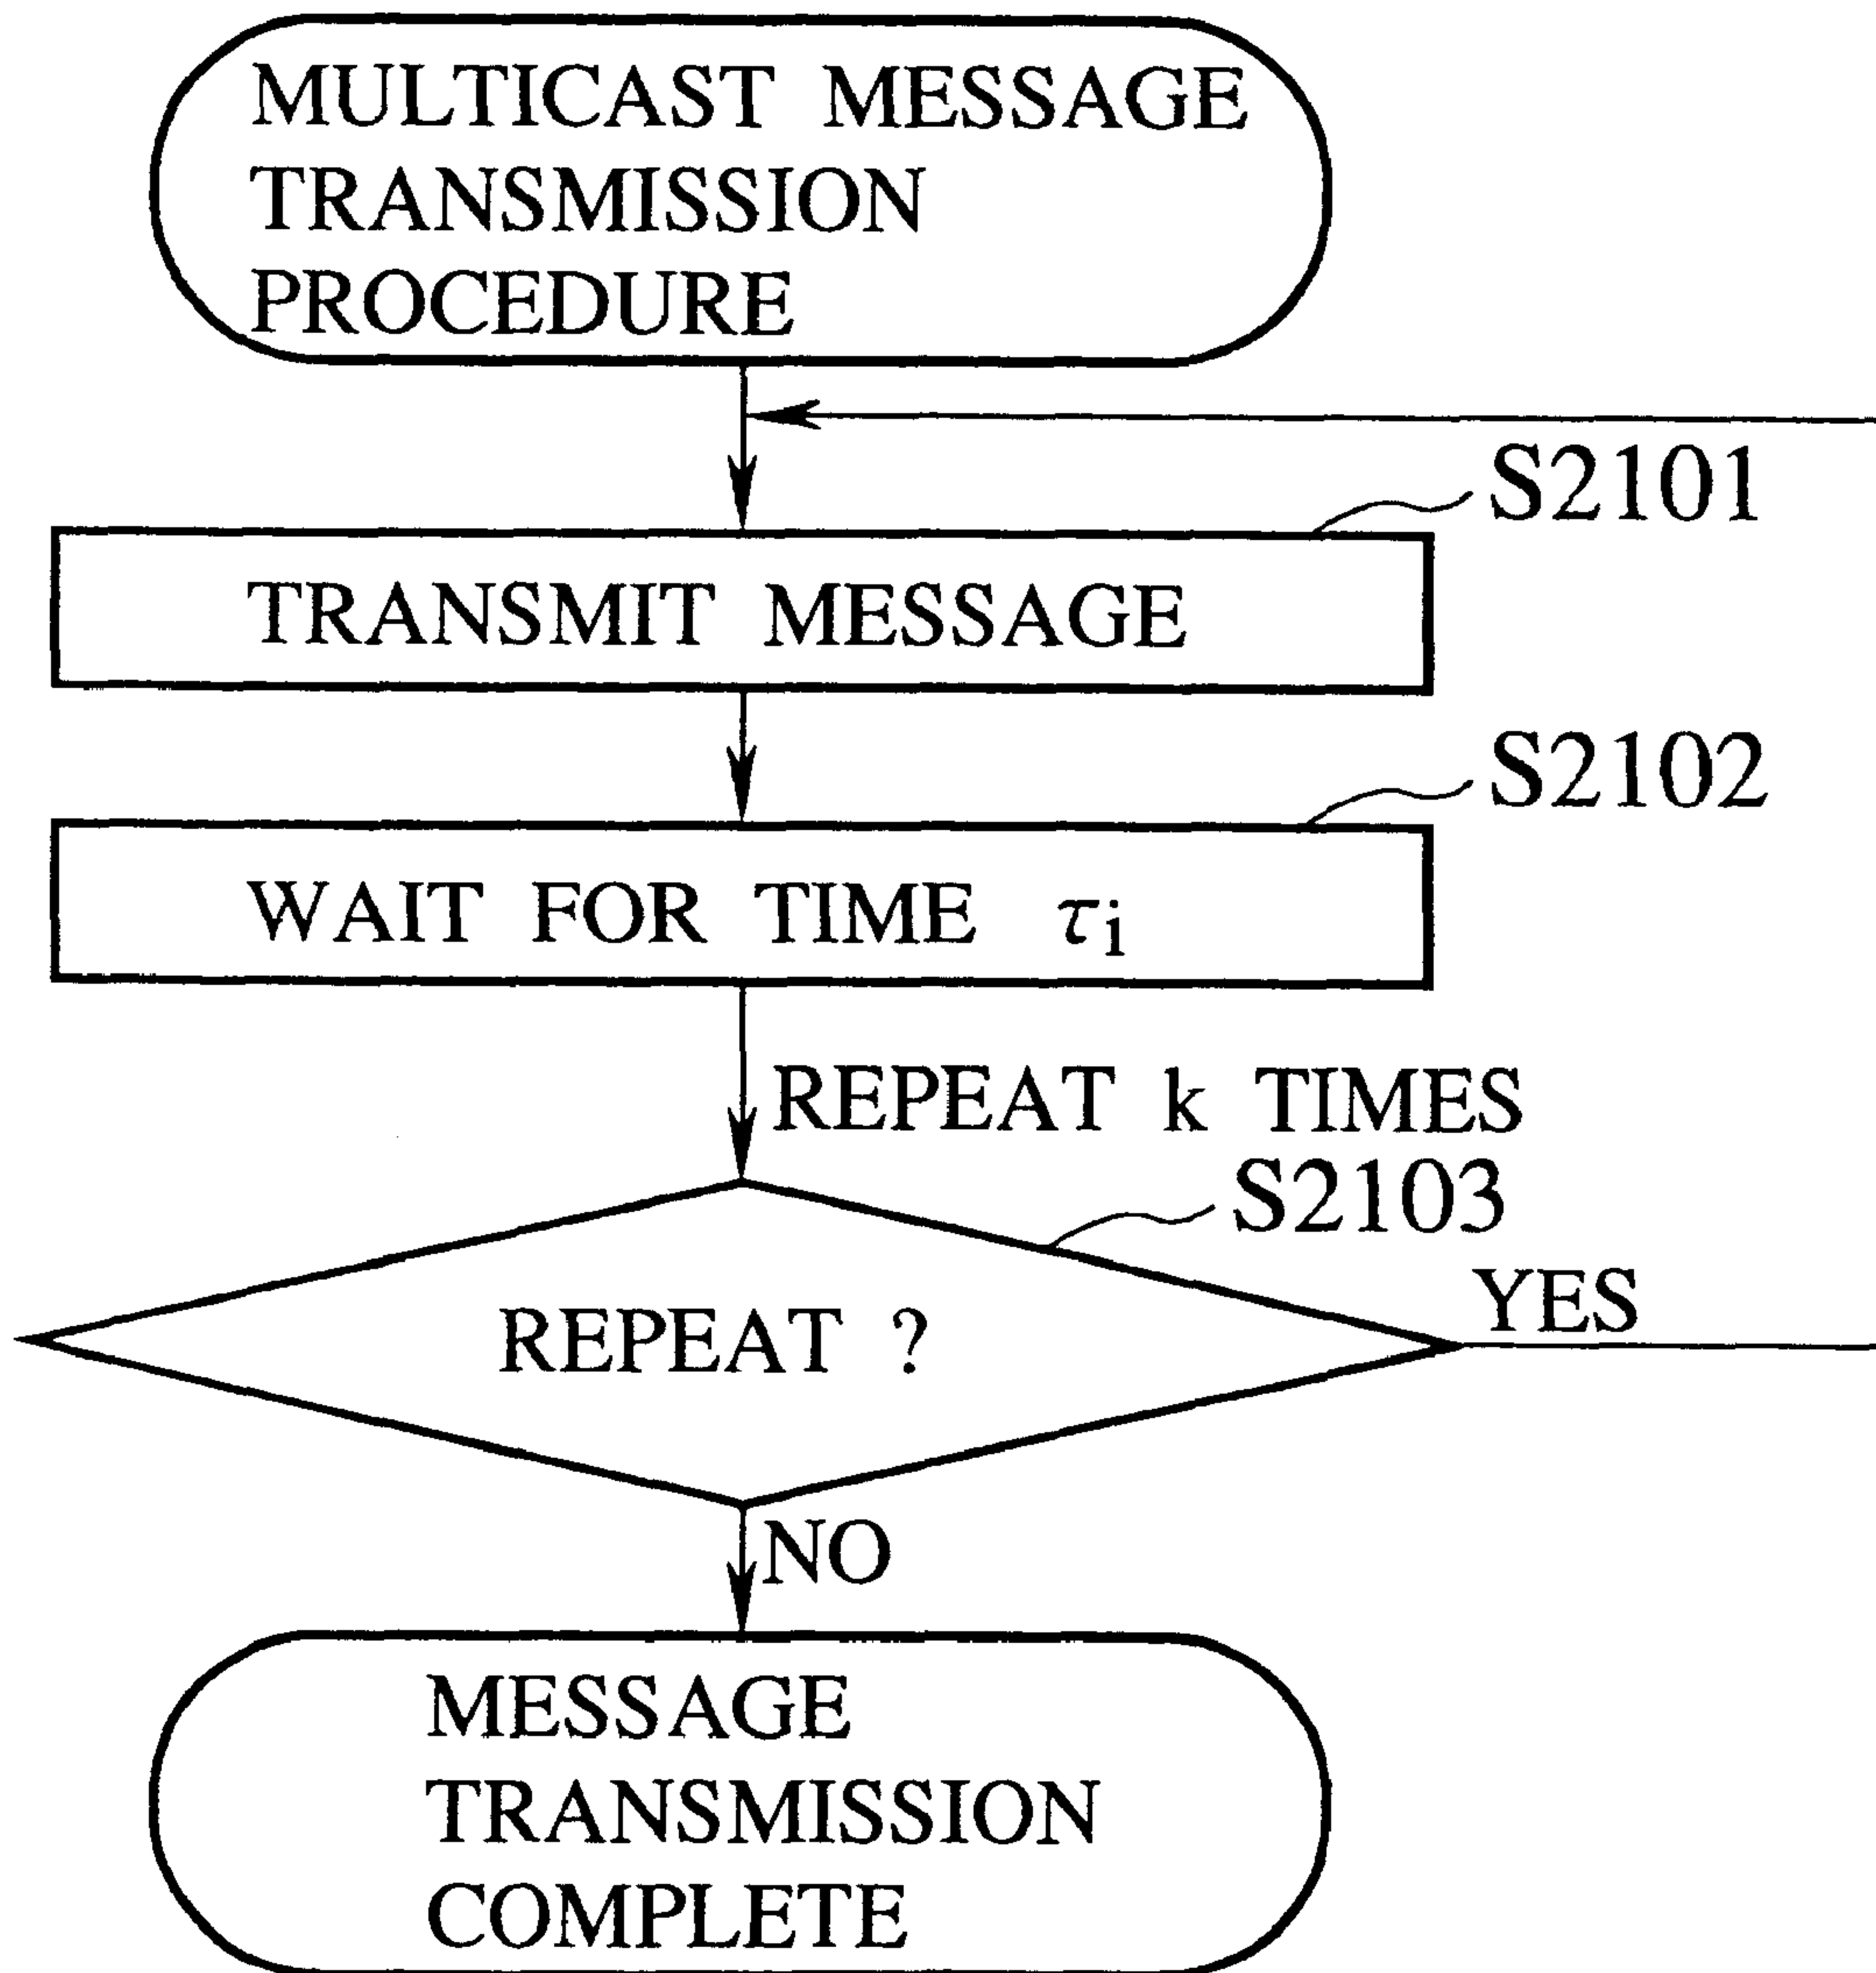 MULTICAST MESSAGE
TRANSMISSION
PROCEDURE
S2101
TRANSMIT MESSAGE
S2102
WAIT FOR TIME τi
REPEAT k TIMES
S2103
YES
REPEAT ?
NO
MESSAGE
TRANSMISSION
COMPLETE